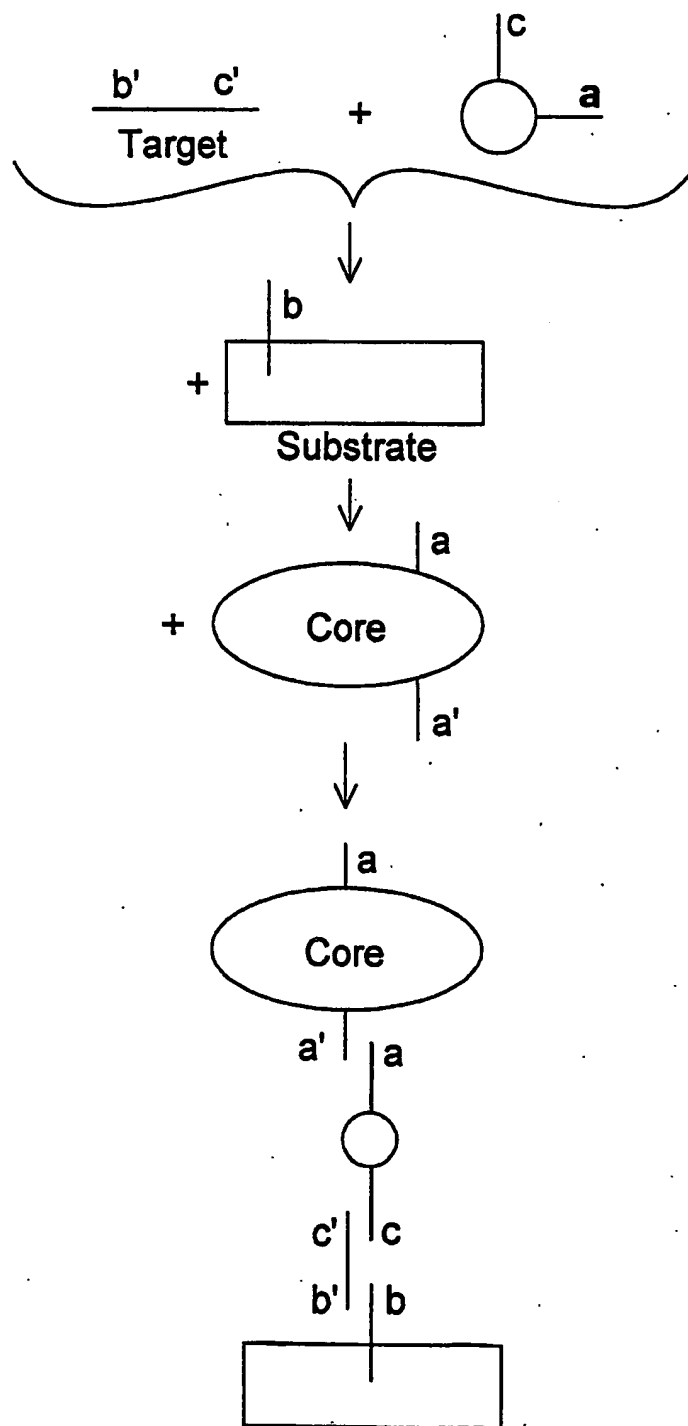 c
b' c' + a
Target
b
+
Substrate
a
+ Core
a'
a
Core
a' a
c' c
b' b